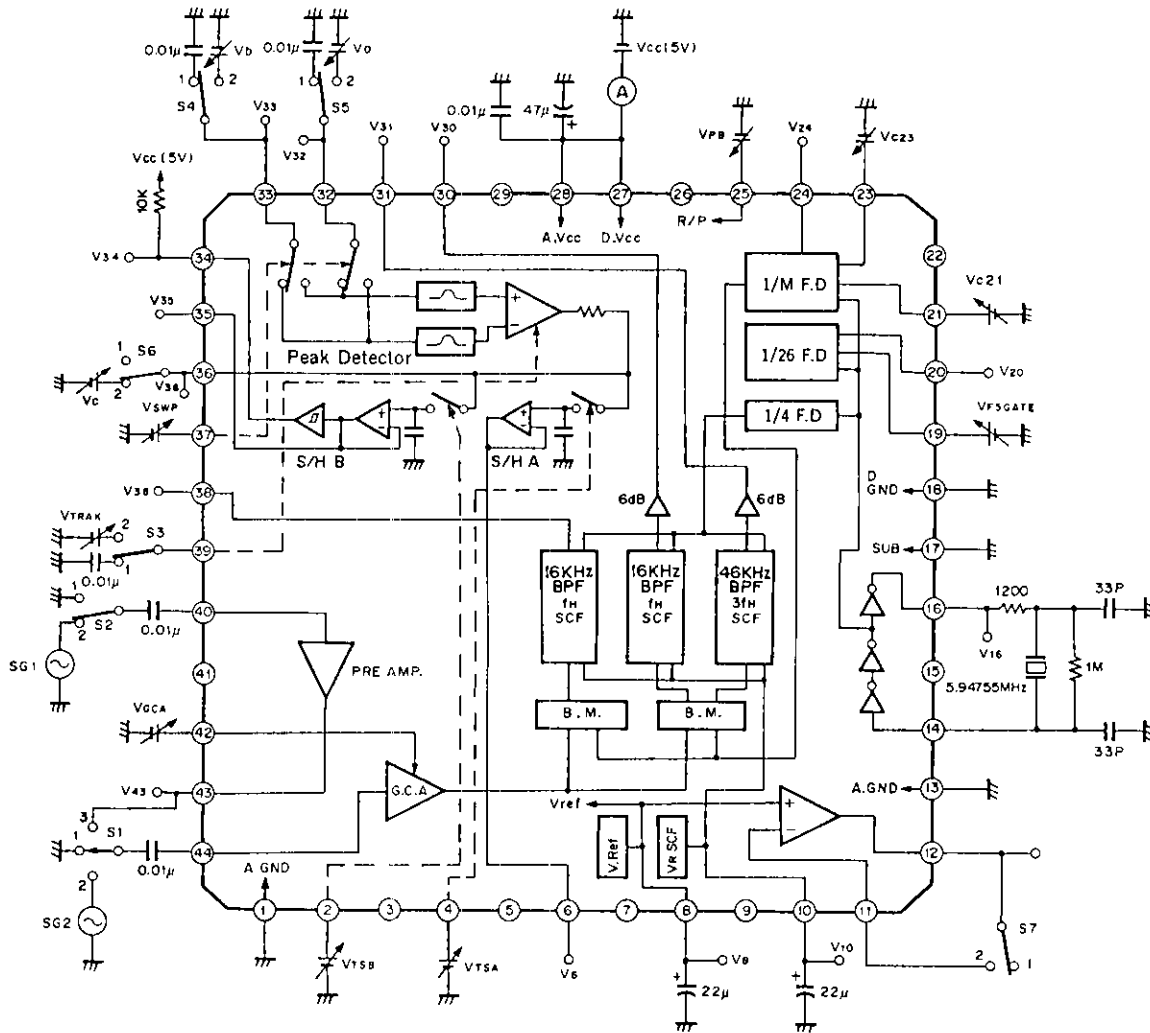 0.01μ Vb 0.01μ Va Vcc(5V)
1 2 1 2
S4 V33 S5
A
V32 V31 V30 0.01μ 47μ +
VPB V24 VC23
Vcc(5V)
10K
33 32 31 30 29 28 27 26 25 24 23
R/P
A.Vcc D.Vcc
V34 34
22
1/M F.D
VC21
V35 35
21
+
−
1/26 F.D
Peak Detector
1 S6
2
36
V36
Vc
20 V20
VSWP
37
1/4 F.D
19 VFSGATE
S/H B S/H A
V38 38
D GND 18
6dB 6dB
VTRAK 2 S3
1
39
0.01μ
SUB 17
16KHz BPF fH SCF
16KHz BPF fH SCF
46KHz BPF 3fH SCF
1
S2
2
0.01μ
40
16 1200 33P
V16
SG1
PRE AMP.
41
15
5.94755MHz 1M
VGCA
42
B.M. B.M.
14
33P
V43 43
G.C.A
Vref
A.GND 13
3
1 S1
2
0.01μ
44
V.Ref VR SCF
+
−
12
A GND
SG2
1 2 3 4 5 6 7 8 9 10 11
S7
2 1
VTSB VTSA V6 V8 V10
+ 22μ + 22μ